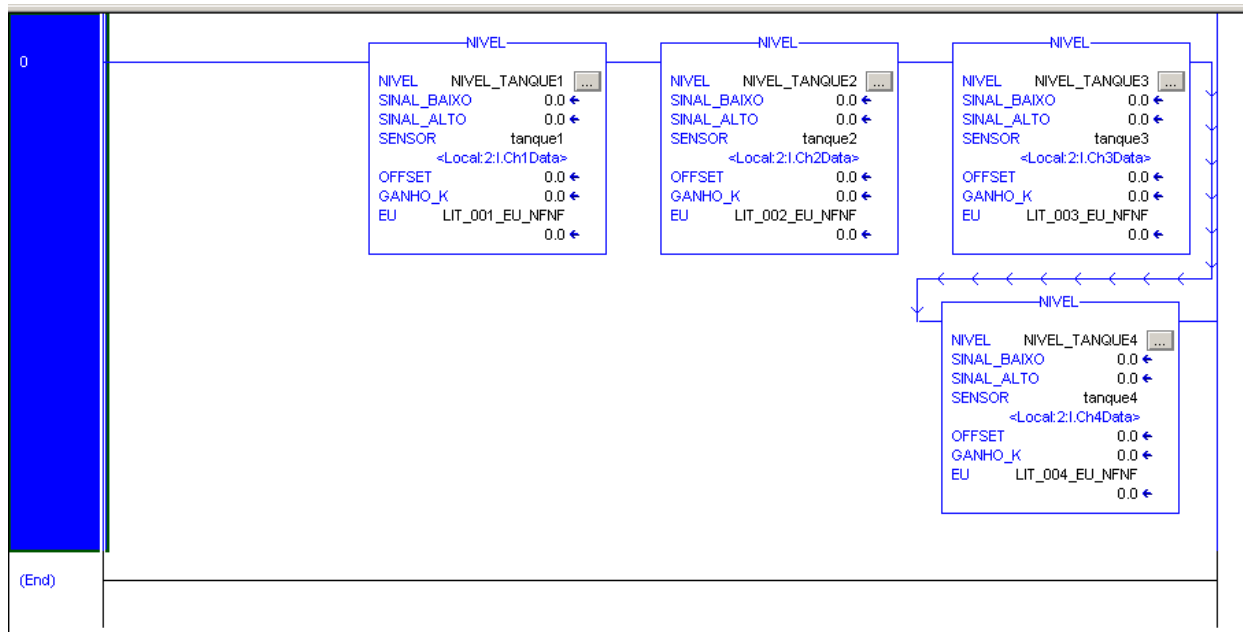 0
NIVEL
NIVEL NIVEL_TANQUE1 ...
SINAL_BAIXO 0.0
SINAL_ALTO 0.0
SENSOR tanque1
<Local:2:I.Ch1Data>
OFFSET 0.0
GANHO_K 0.0
EU LIT_001_EU_NFNF
0.0
NIVEL
NIVEL NIVEL_TANQUE2 ...
SINAL_BAIXO 0.0
SINAL_ALTO 0.0
SENSOR tanque2
<Local:2:I.Ch2Data>
OFFSET 0.0
GANHO_K 0.0
EU LIT_002_EU_NFNF
0.0
NIVEL
NIVEL NIVEL_TANQUE3 ...
SINAL_BAIXO 0.0
SINAL_ALTO 0.0
SENSOR tanque3
<Local:2:I.Ch3Data>
OFFSET 0.0
GANHO_K 0.0
EU LIT_003_EU_NFNF
0.0
NIVEL
NIVEL NIVEL_TANQUE4 ...
SINAL_BAIXO 0.0
SINAL_ALTO 0.0
SENSOR tanque4
<Local:2:I.Ch4Data>
OFFSET 0.0
GANHO_K 0.0
EU LIT_004_EU_NFNF
0.0
(End)